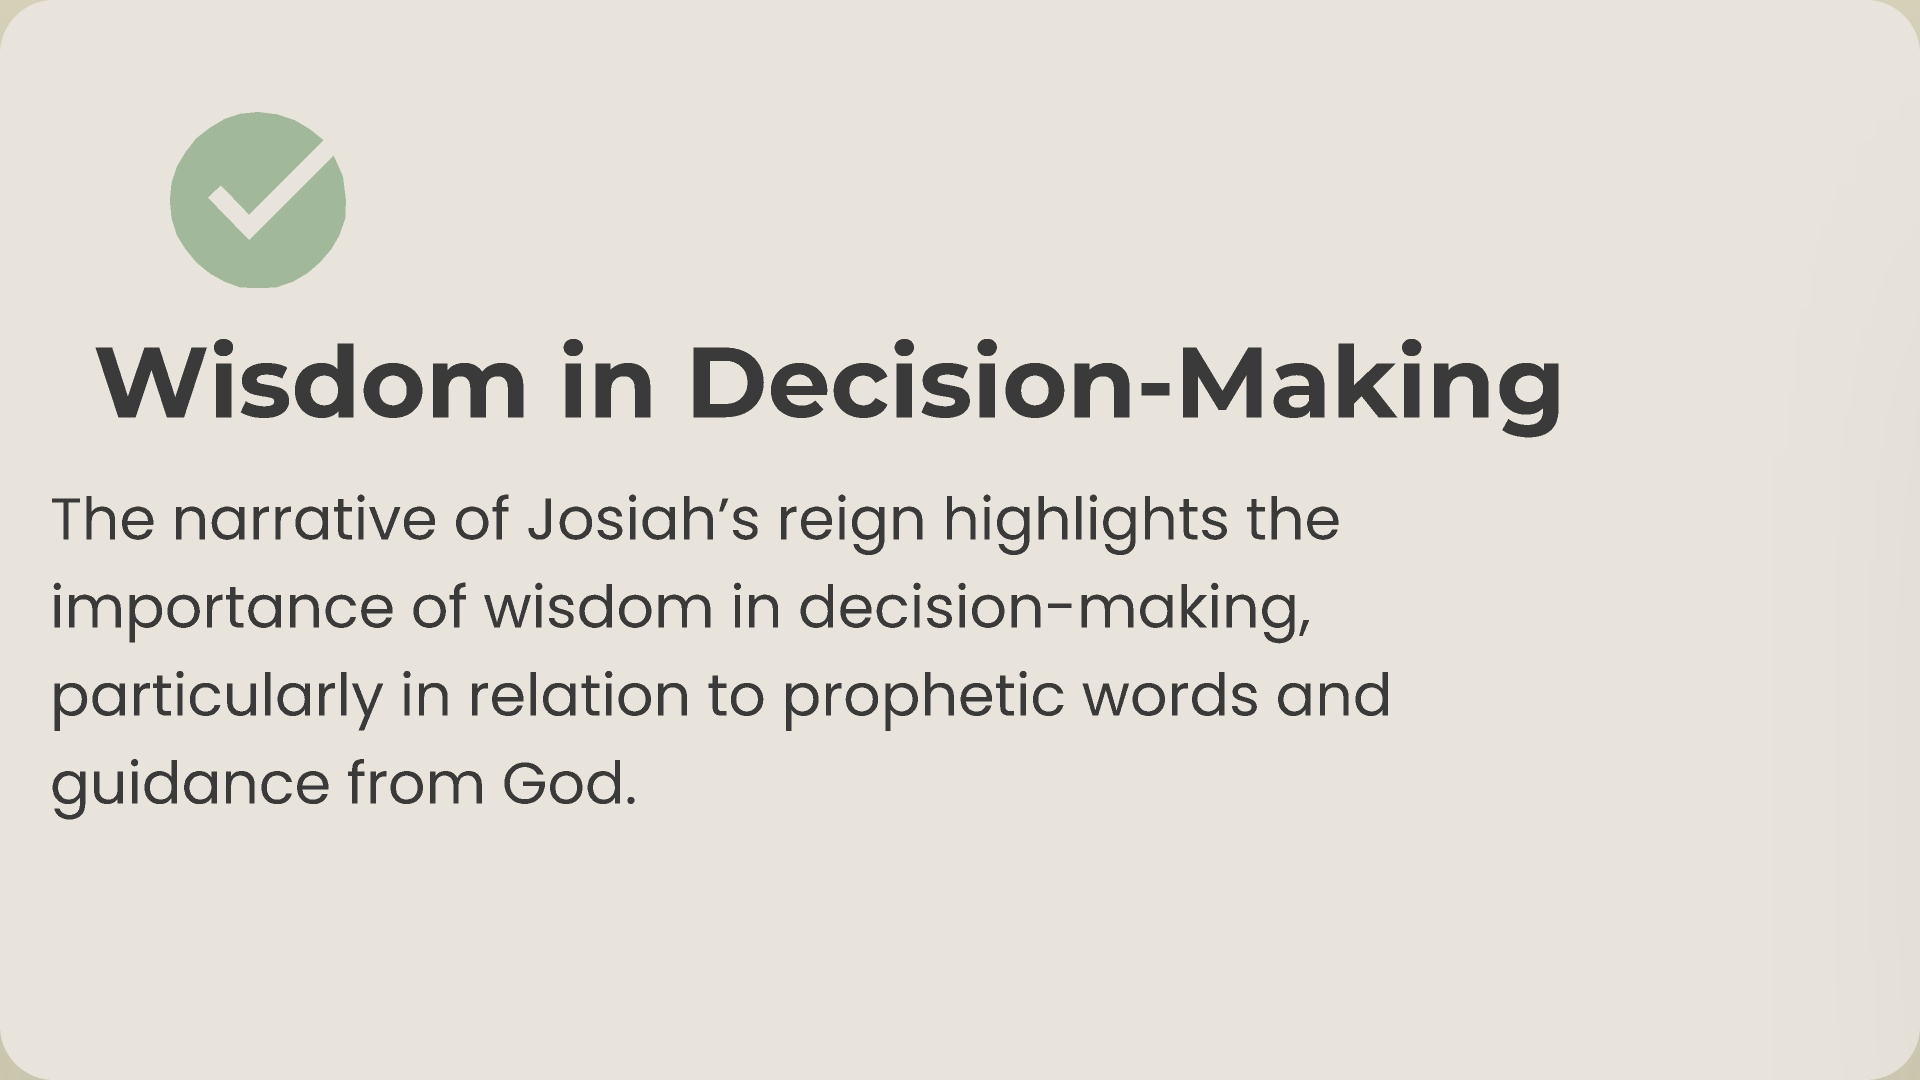 Wisdom in Decision-Making
The narrative of Josiah’s reign highlights the
importance of wisdom in decision-making,
particularly in relation to prophetic words and
guidance from God.